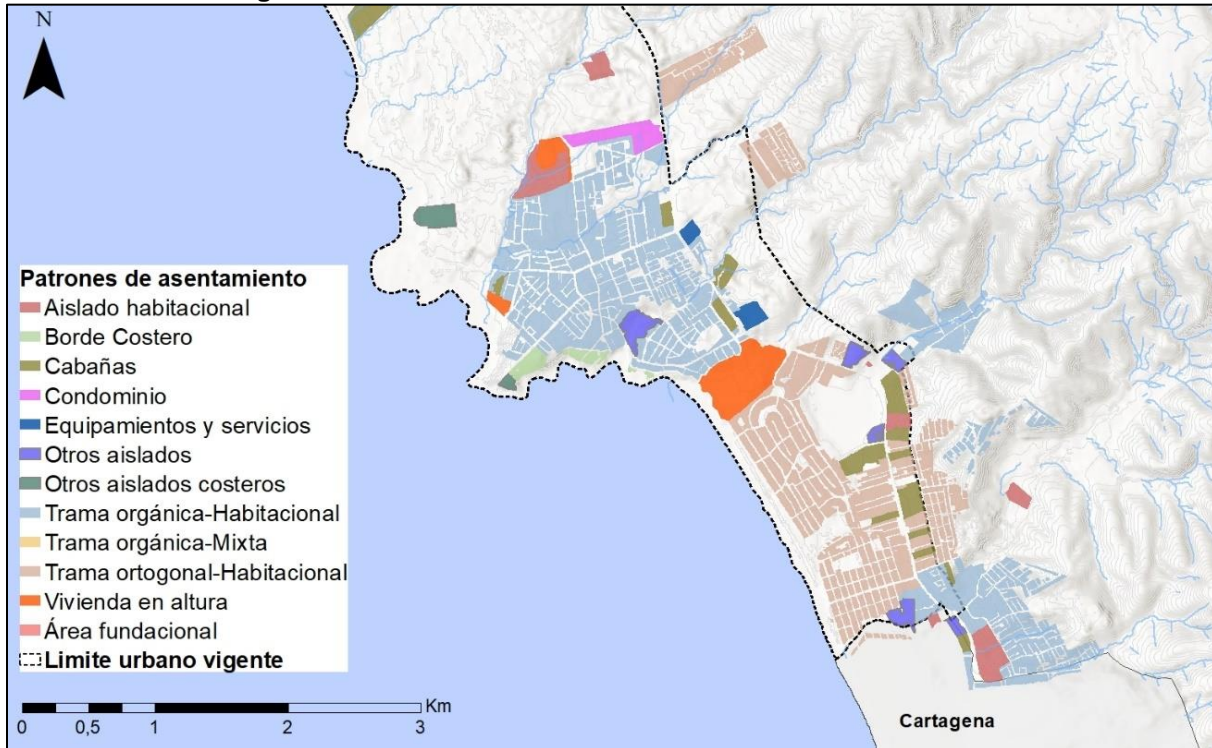 N
Patrones de asentamiento
Aislado habitacional
Borde Costero
Cabañas
Condominio
Equipamientos y servicios
Otros aislados
Otros aislados costeros
Trama orgánica-Habitacional
Trama orgánica-Mixta
Trama ortogonal-Habitacional
Vivienda en altura
Área fundacional
Limite urbano vigente
Km
0 0,5 1 2 3
Cartagena